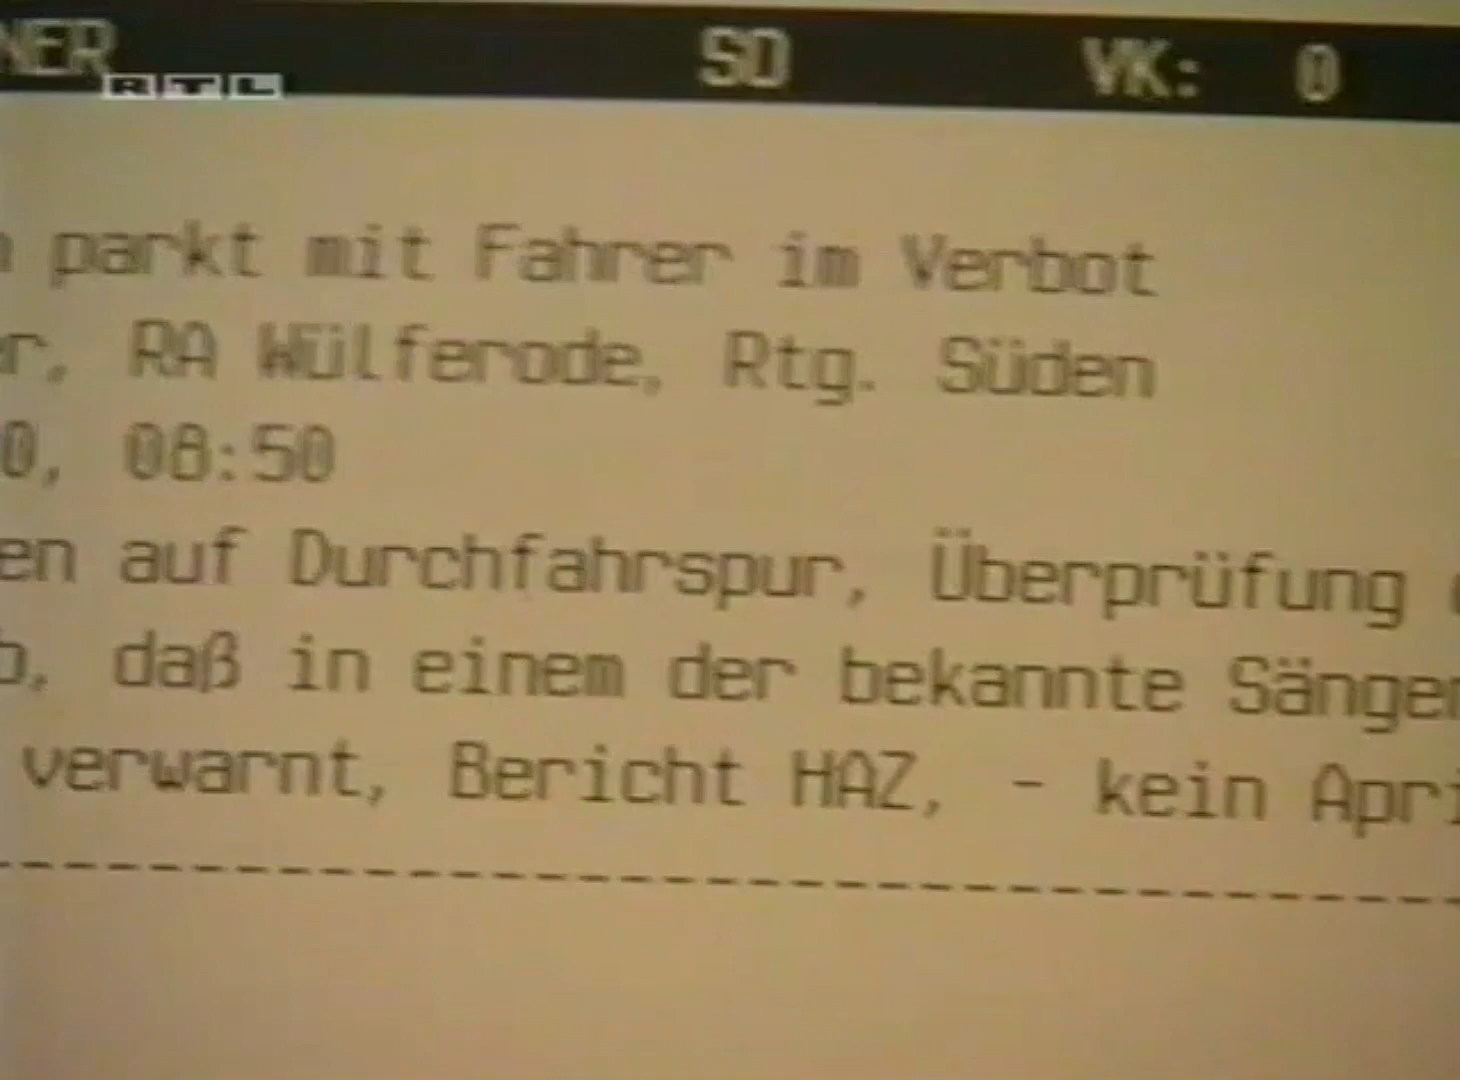 NER SO VK: 0
RTL
parkt mit Fahrer im Verbot
r, RA Wülferode, Rtg. Süden
0, 08:50
en auf Durchfahrspur, Überprüfung
b, daß in einem der bekannte Sänger
verwarnt, Bericht HAZ, - kein Apri